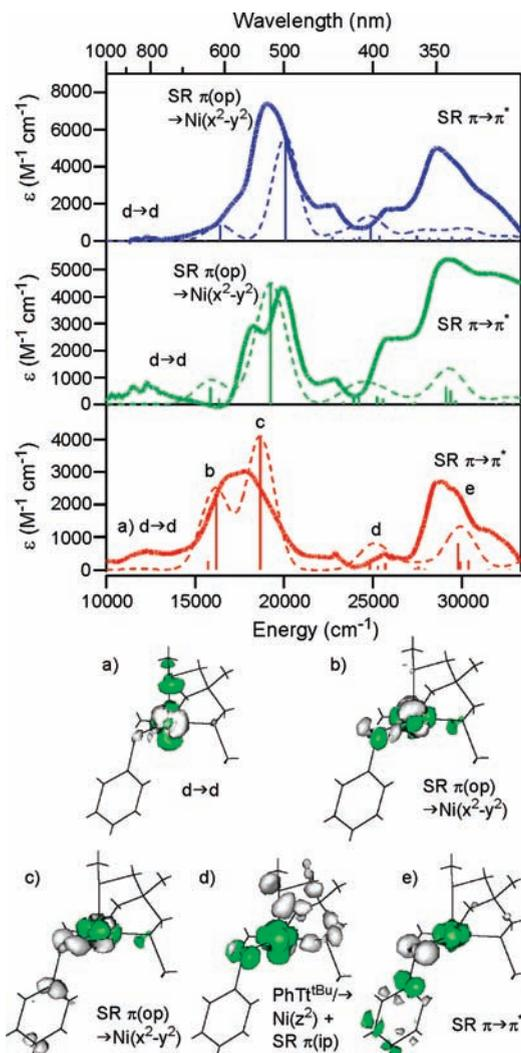 Wavelength (nm)
1000 800 600 500 400 350
8000
6000
4000
2000
0
ε (M⁻¹ cm⁻¹)
SR π(op)
→Ni(x²-y²)
SR π→π*
d→d
5000
4000
3000
2000
1000
0
ε (M⁻¹ cm⁻¹)
SR π(op)
→Ni(x²-y²)
SR π→π*
d→d
4000
3000
2000
1000
0
ε (M⁻¹ cm⁻¹)
c
b
SR π→π*
e
a) d→d
d
10000 15000 20000 25000 30000
Energy (cm⁻¹)
a)
d→d
b)
SR π(op)
→Ni(x²-y²)
c)
SR π(op)
→Ni(x²-y²)
d)
PhTtᵗᴮᵘ/→
Ni(z²) +
SR π(ip)
e)
SR π→π*